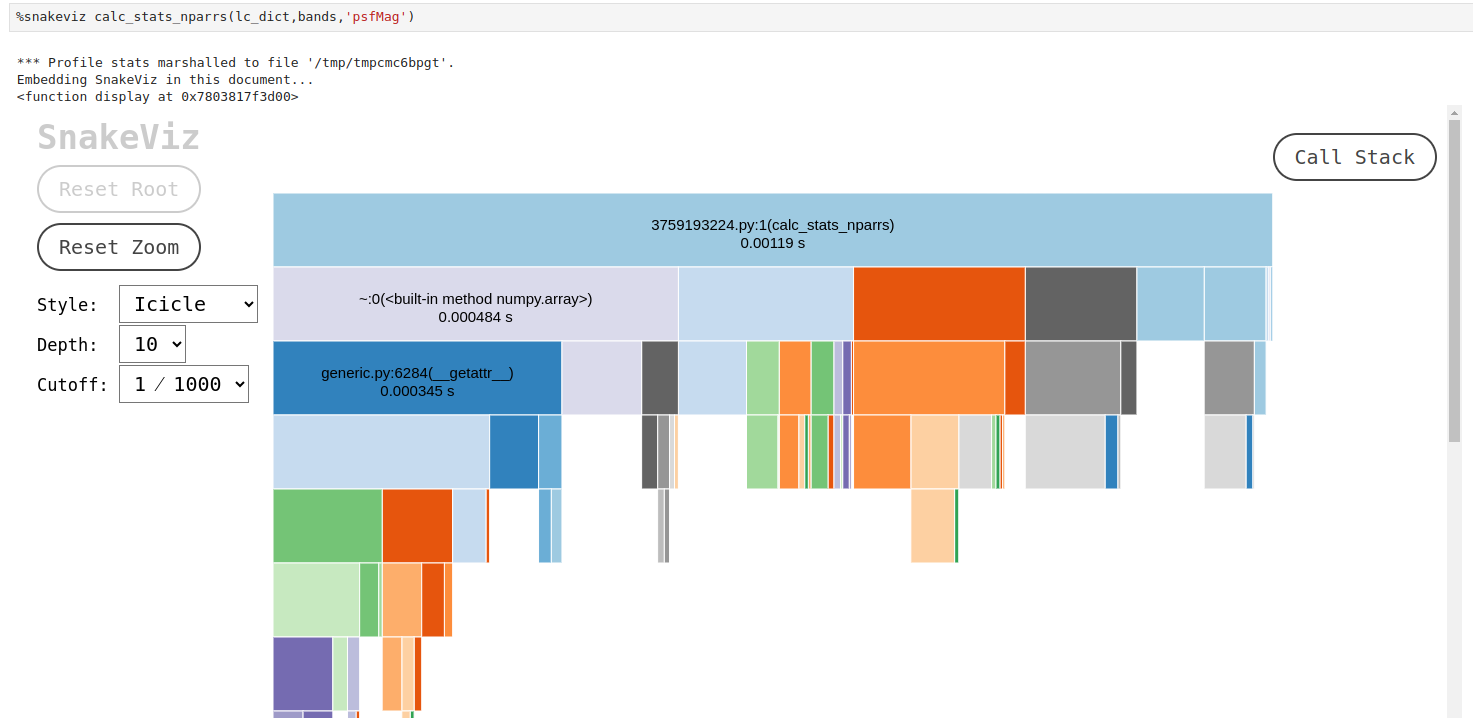 %snakeviz calc_stats_nparrs(lc_dict,bands,'psfMag')
*** Profile stats marshalled to file '/tmp/tmpcmc6bpgt'.
Embedding SnakeViz in this document...
<function display at 0x7803817f3d00>
SnakeViz
Reset Root
Reset Zoom
Style: Icicle
Depth: 10
Cutoff: 1 / 1000
Call Stack
3759193224.py:1(calc_stats_nparrs)
0.00119 s
~:0(<built-in method numpy.array>)
0.000484 s
generic.py:6284(__getattr__)
0.000345 s